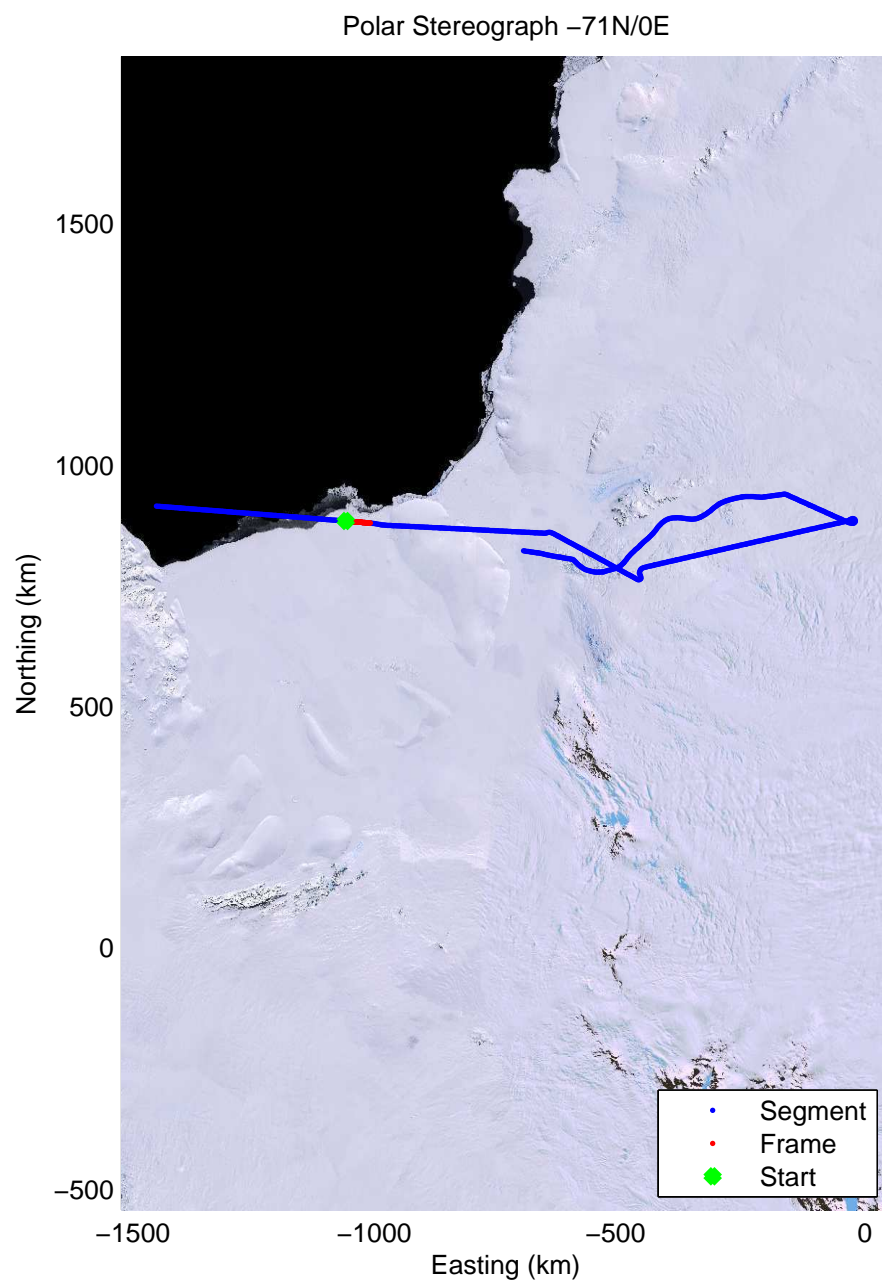 Polar Stereograph −71N/0E
1500
1000
500
0
−500
−1500
−1000
−500
0
Northing (km)
Easting (km)
Segment
Frame
Start